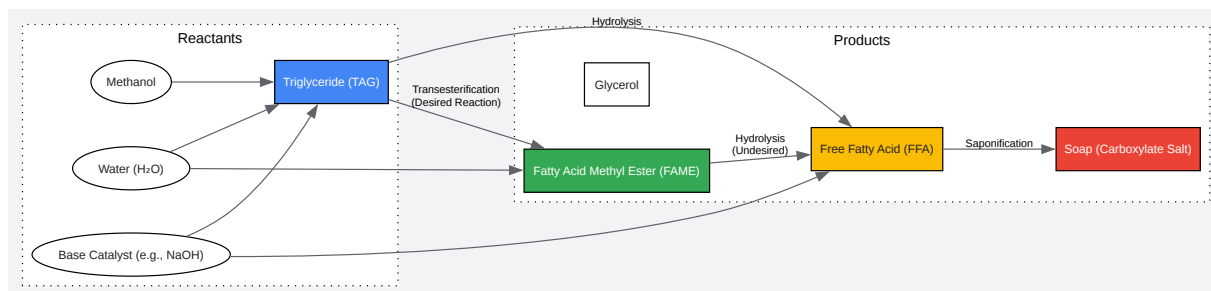 Reactants
Methanol
Water (H₂O)
Base Catalyst (e.g., NaOH)
Triglyceride (TAG)
Hydrolysis
Transesterification
(Desired Reaction)
Products
Glycerol
Fatty Acid Methyl Ester (FAME)
Hydrolysis
(Undesired)
Free Fatty Acid (FFA)
Saponification
Soap (Carboxylate Salt)